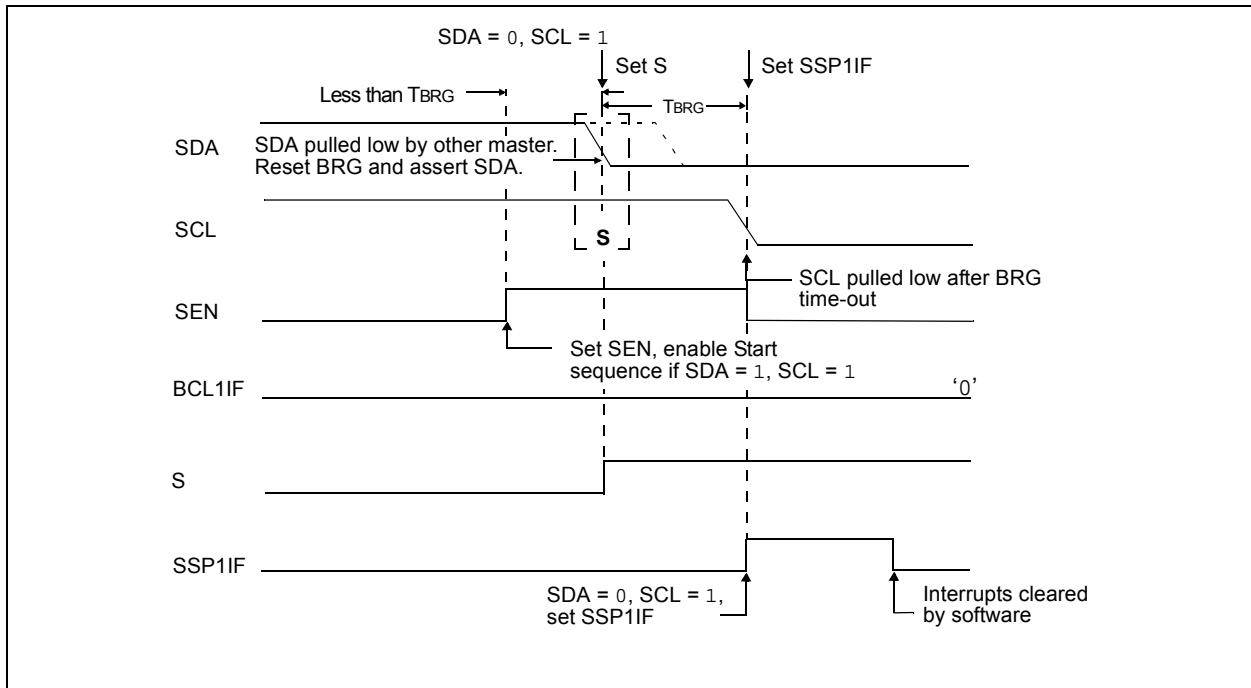 SDA = 0, SCL = 1
Set S
Set SSP1IF
Less than TBRG
TBRG
SDA
SDA pulled low by other master.
Reset BRG and assert SDA.
SCL
S
SCL pulled low after BRG
time-out
SEN
Set SEN, enable Start
sequence if SDA = 1, SCL = 1
BCL1IF
‘0’
S
SSP1IF
SDA = 0, SCL = 1,
set SSP1IF
Interrupts cleared
by software